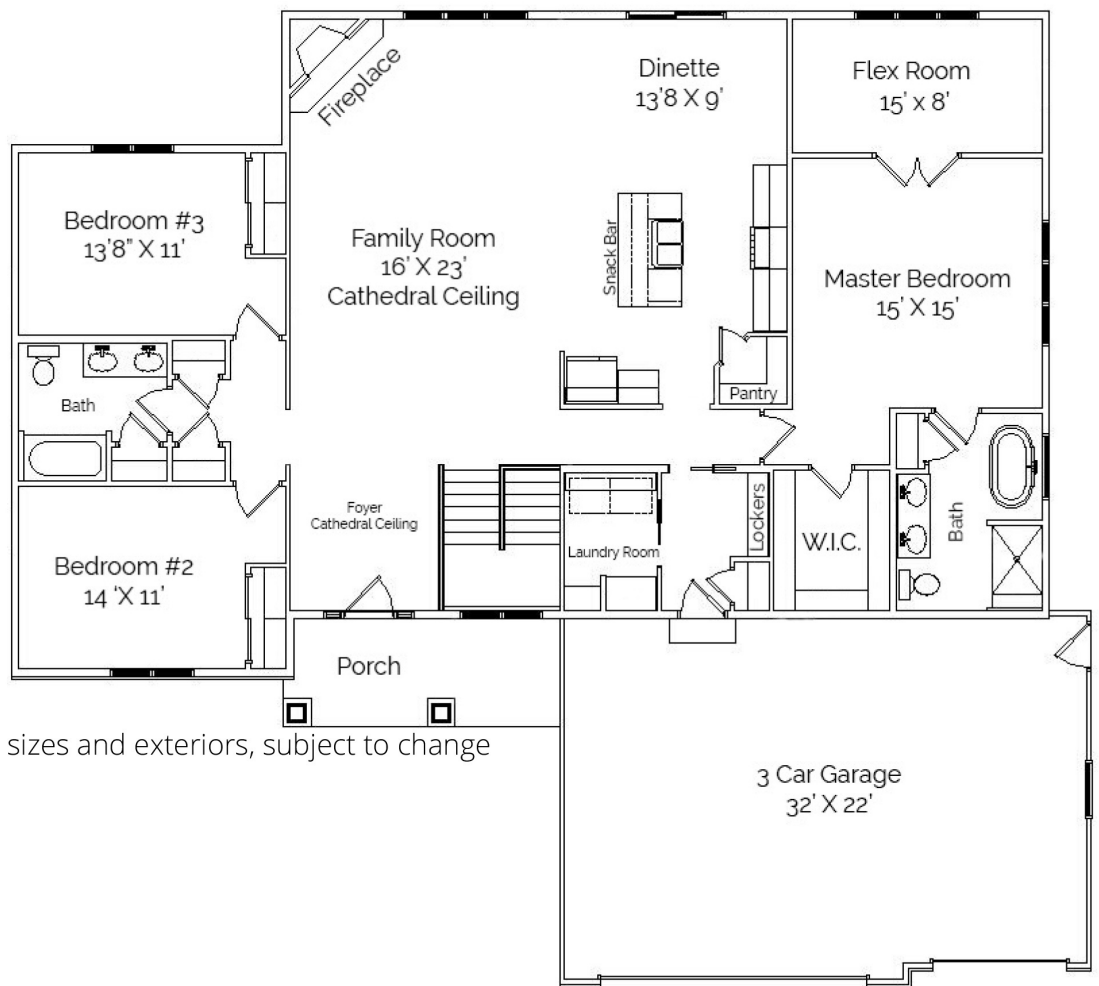 Fireplace
Dinette
13'8 X 9'
Flex Room
15' x 8'
Bedroom #3
13'8" X 11'
Family Room
16' X 23'
Cathedral Ceiling
Snack Bar
Master Bedroom
15' X 15'
Bath
Pantry
Foyer
Cathedral Ceiling
Laundry Room
Lockers
W.I.C.
Bath
Bedroom #2
14 'X 11'
Porch
sizes and exteriors, subject to change
3 Car Garage
32' X 22'